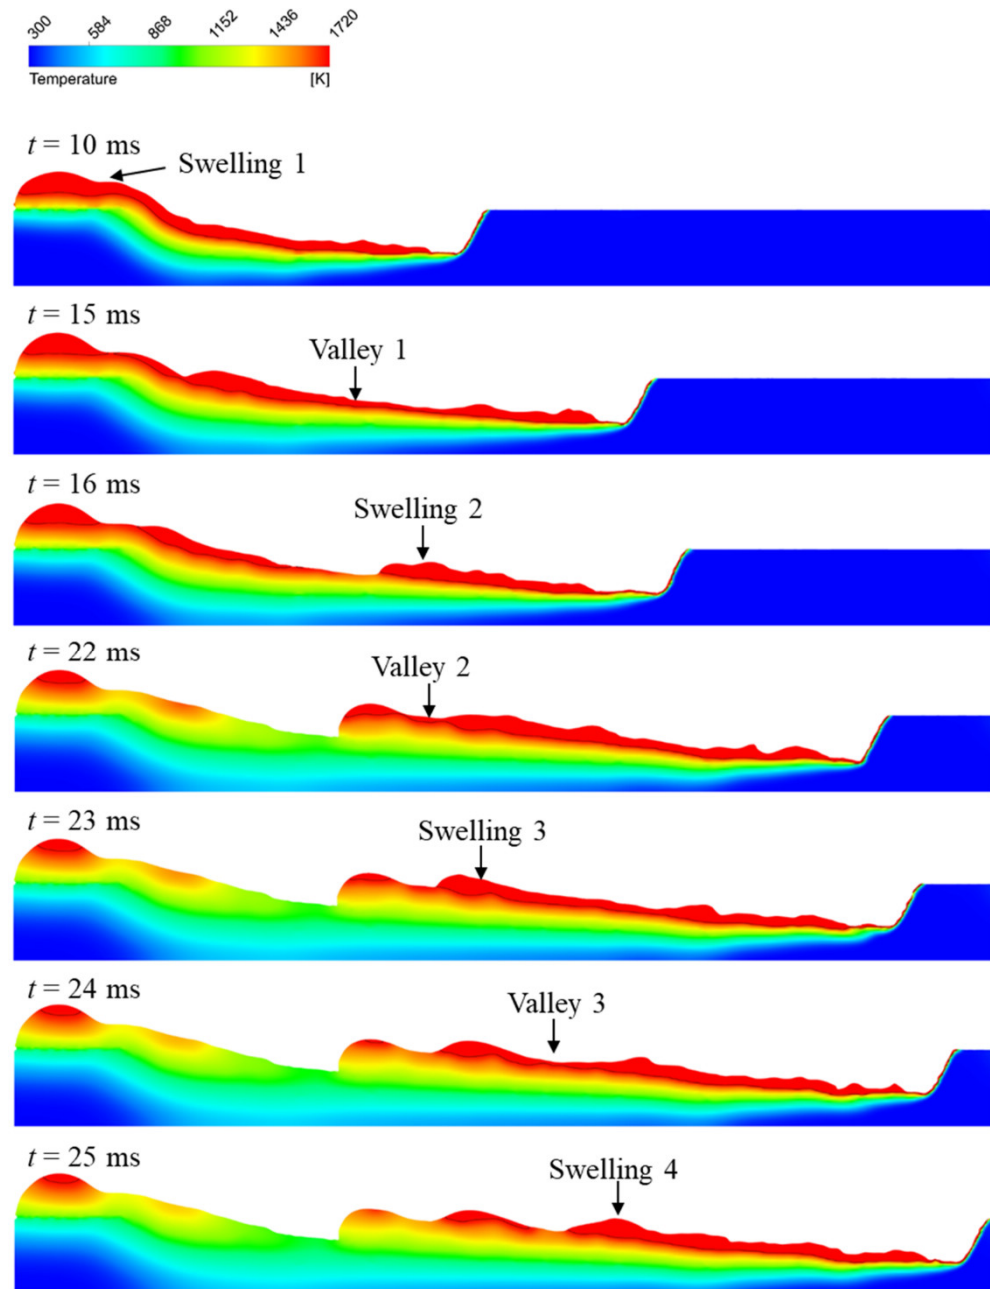 300 584 868 1152 1436 1720
Temperature [K]
t = 10 ms
Swelling 1
t = 15 ms
Valley 1
t = 16 ms
Swelling 2
t = 22 ms
Valley 2
t = 23 ms
Swelling 3
t = 24 ms
Valley 3
t = 25 ms
Swelling 4